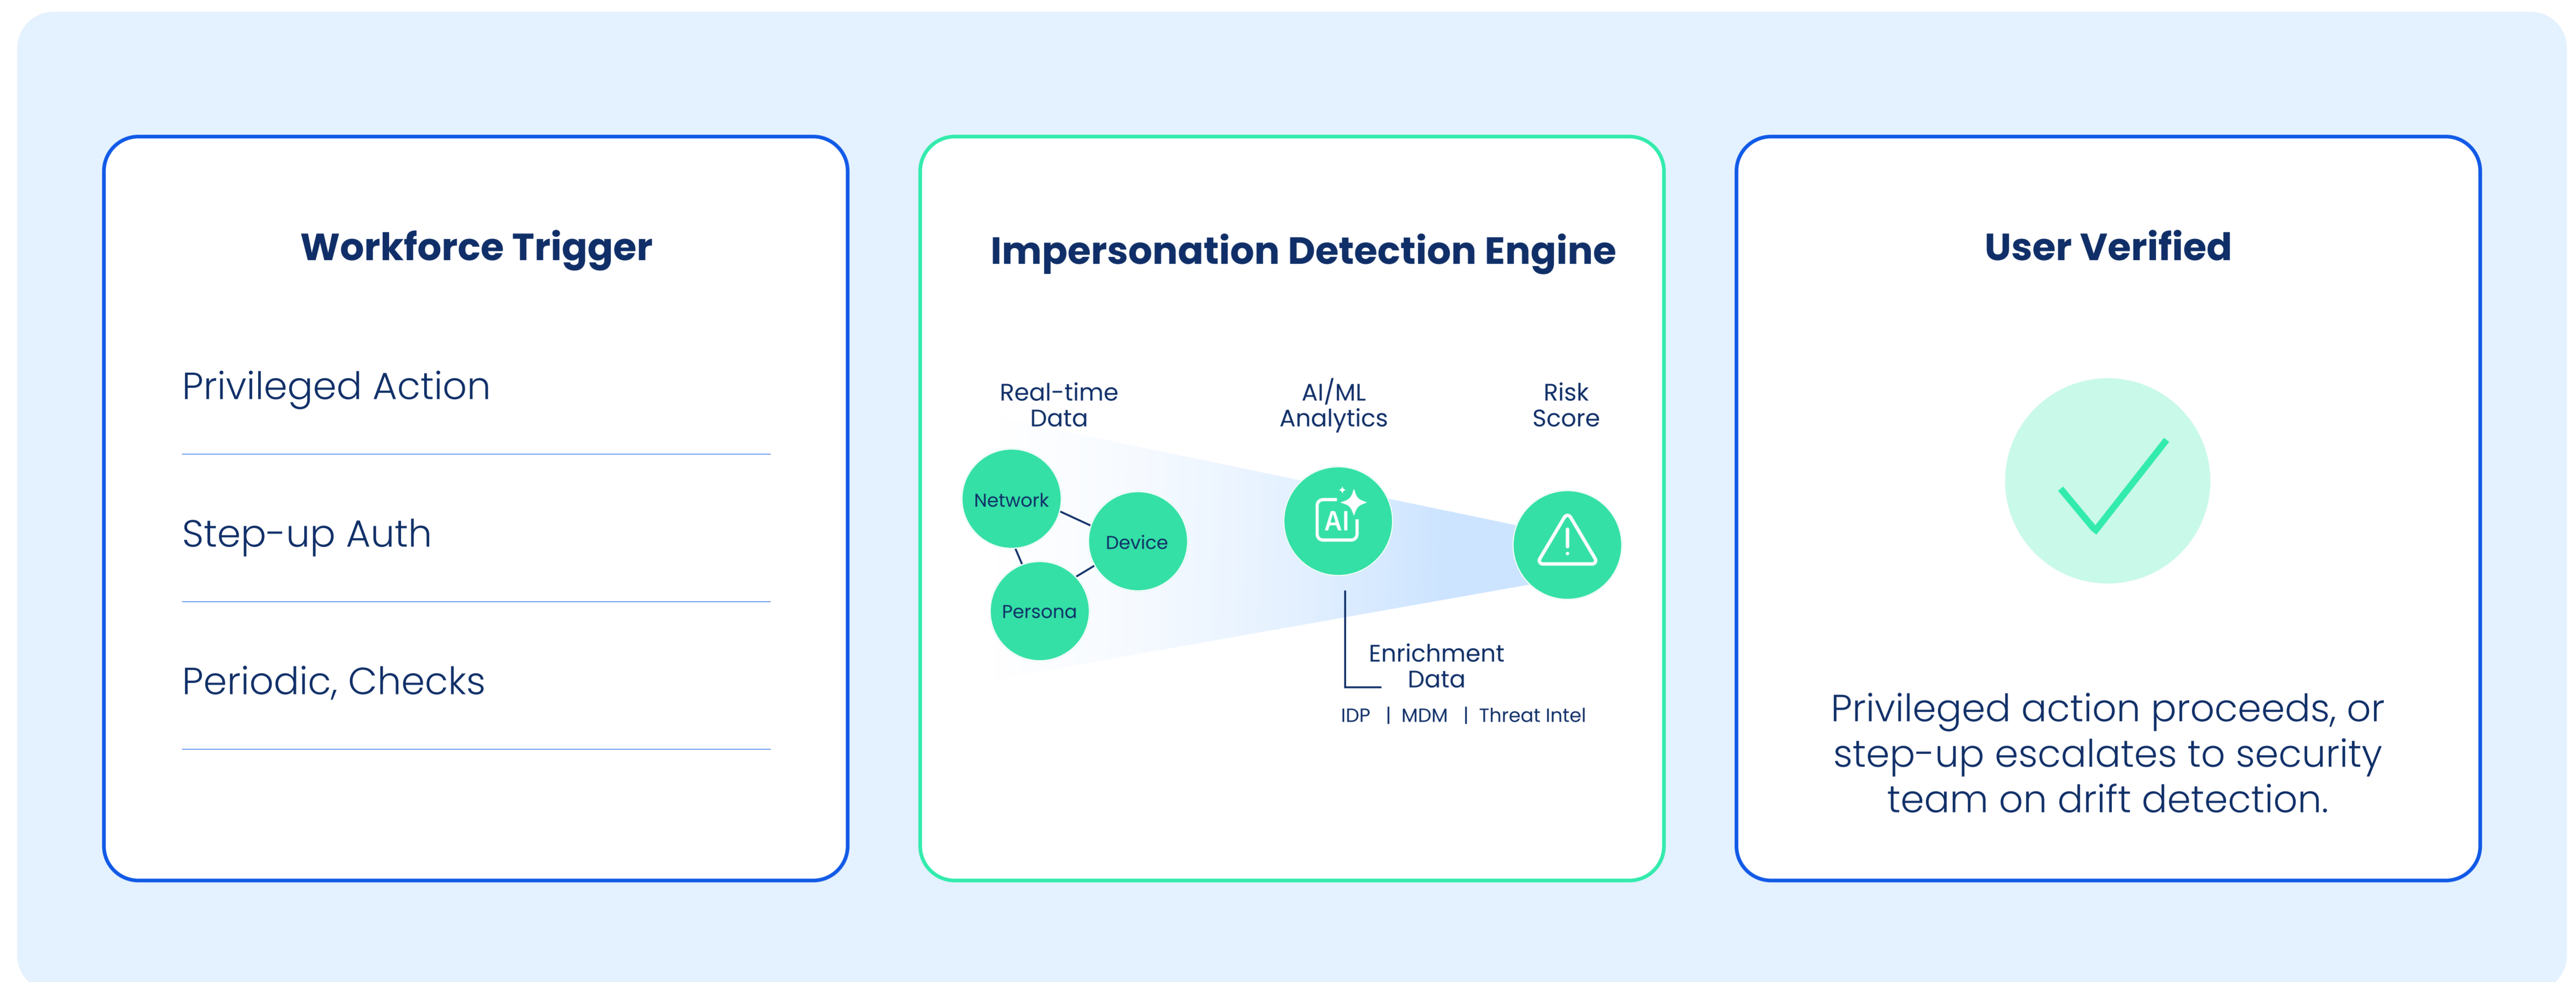 Workforce Trigger
Privileged Action
Step-up Auth
Periodic, Checks
Impersonation Detection Engine
Real-time
Data
AI/ML
Analytics
Risk
Score
Network
Device
Persona
AI
Enrichment
Data
IDP | MDM | Threat Intel
User Verified
Privileged action proceeds, or
step-up escalates to security
team on drift detection.